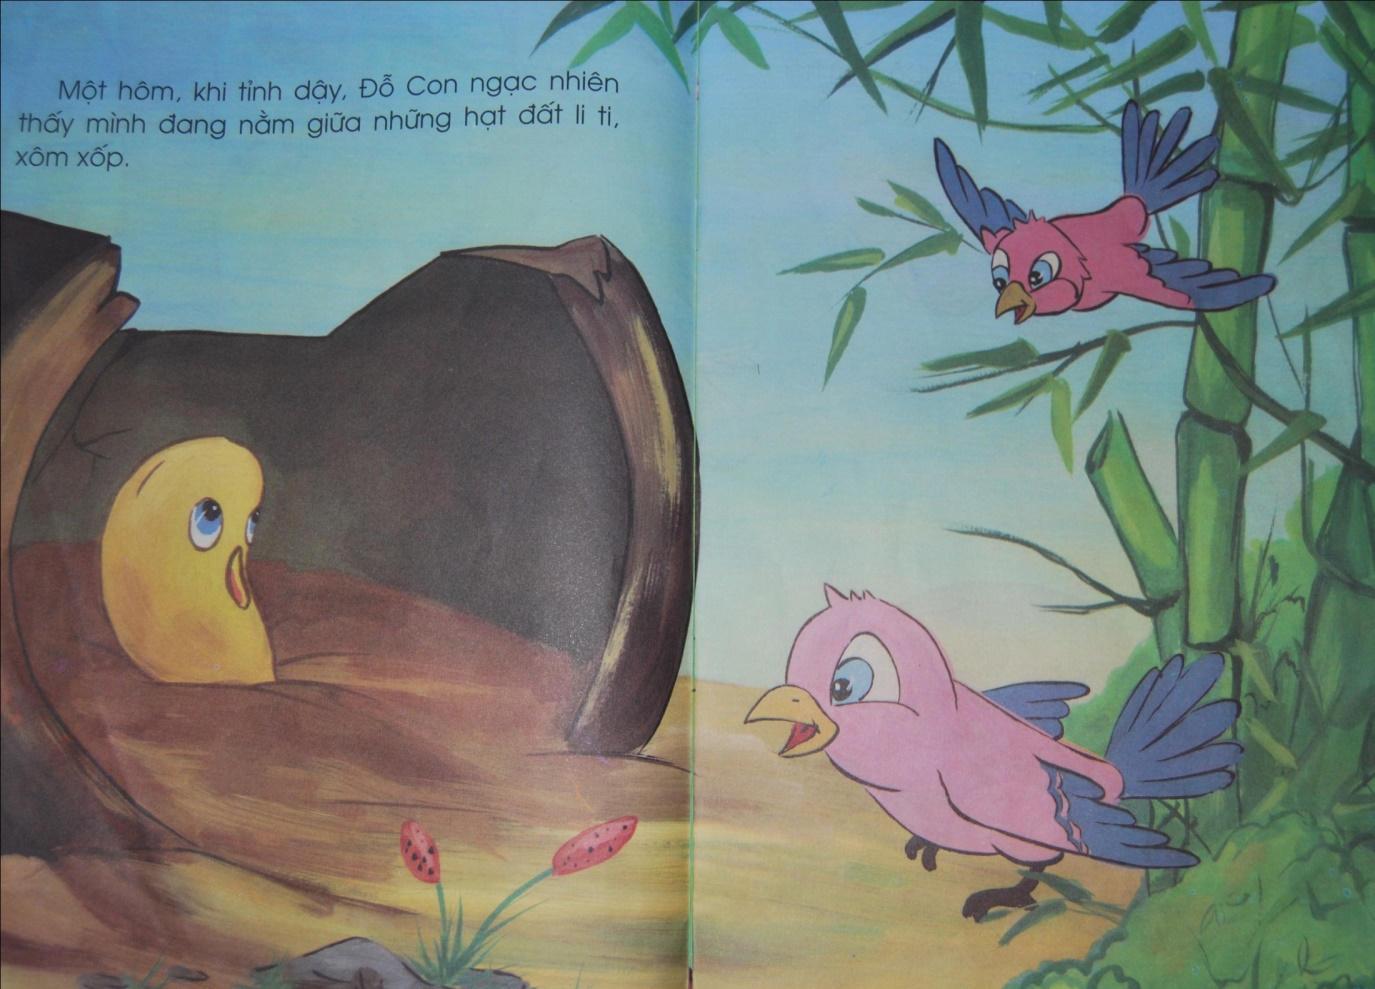 Một hôm, khi tỉnh dậy, Đỗ Con ngạc nhiên
thấy mình đang nằm giữa những hạt đất li ti,
xôm xốp.